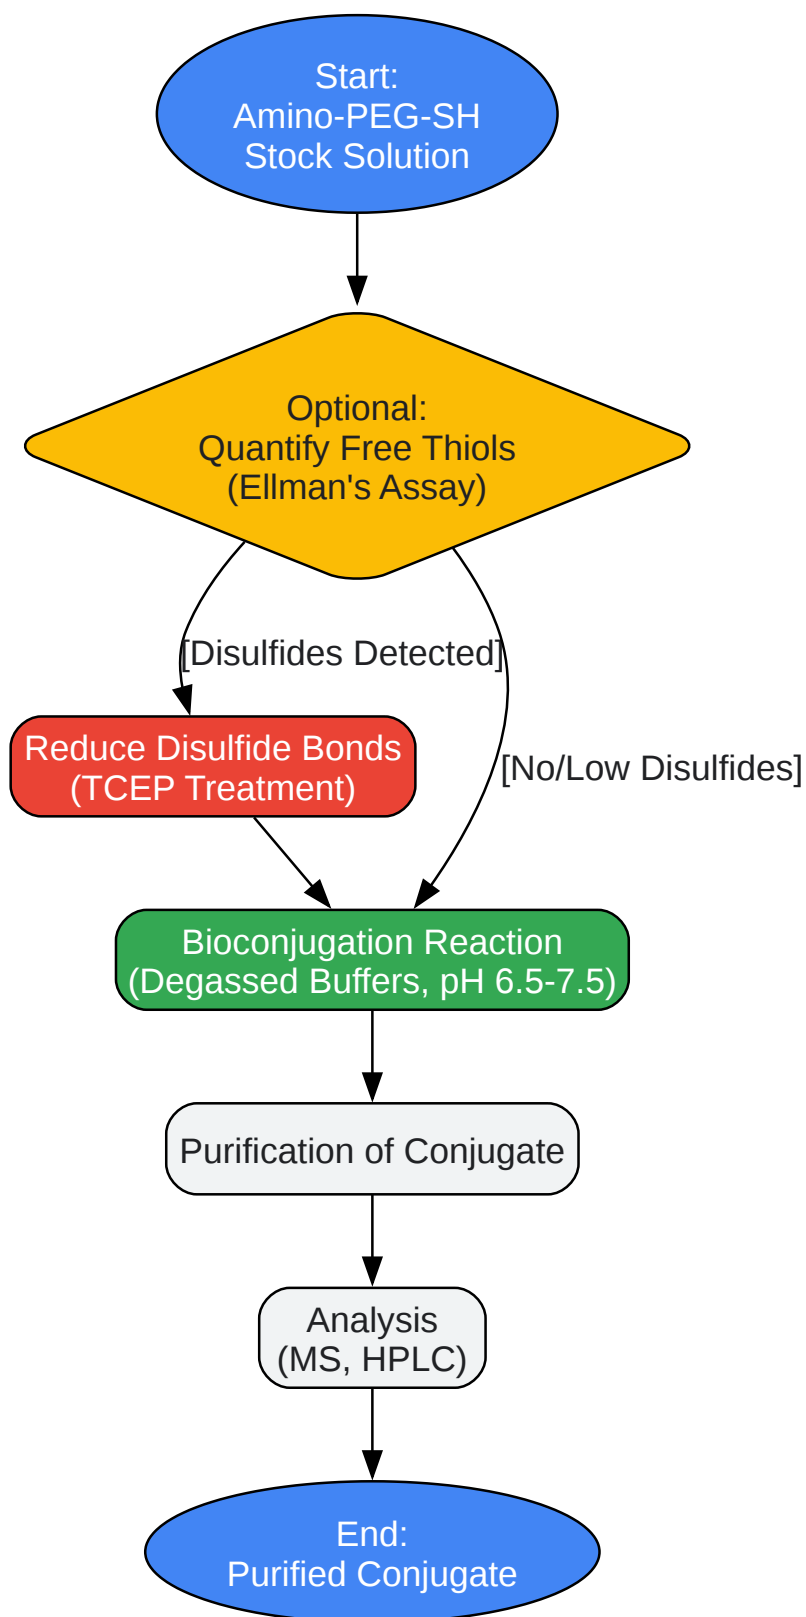 Start:
Amino-PEG-SH
Stock Solution
Optional:
Quantify Free Thiols
(Ellman's Assay)
[Disulfides Detected]
Reduce Disulfide Bonds
(TCEP Treatment)
[No/Low Disulfides]
Bioconjugation Reaction
(Degassed Buffers, pH 6.5-7.5)
Purification of Conjugate
Analysis
(MS, HPLC)
End:
Purified Conjugate